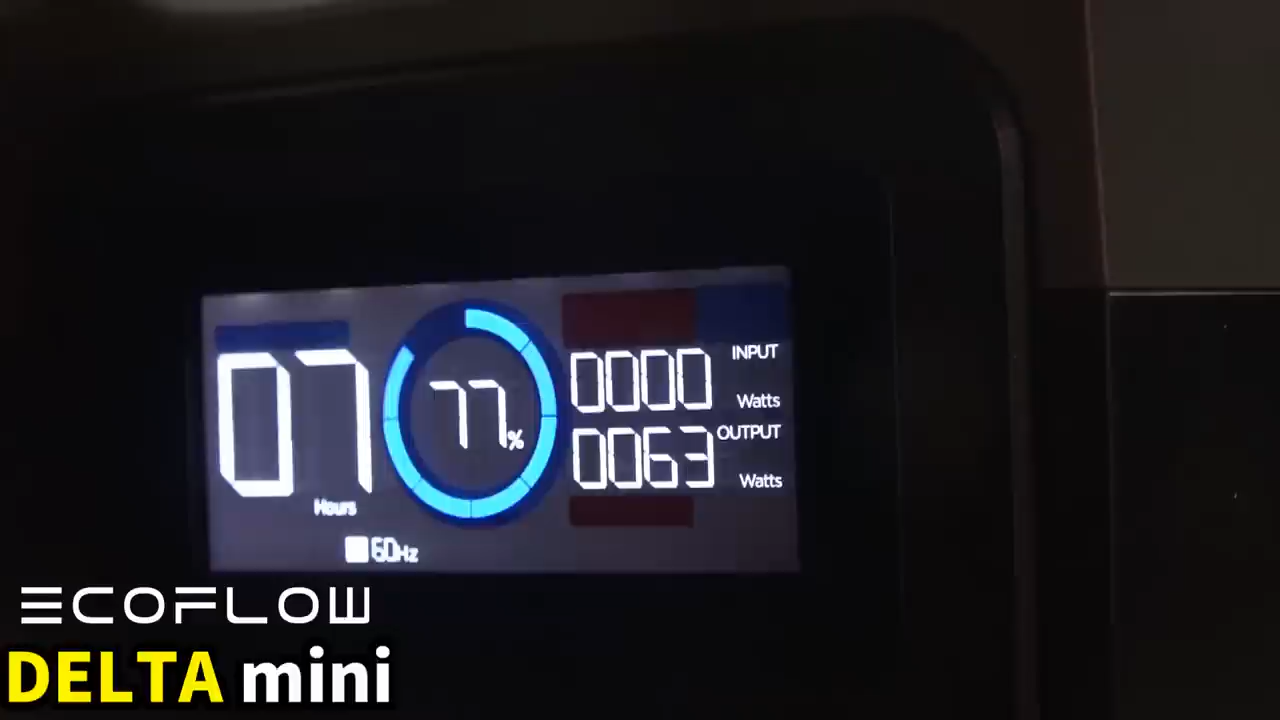 07
Hours
77%
0000
INPUT
Watts
0063
OUTPUT
Watts
60Hz
ECOFLOW
DELTA mini